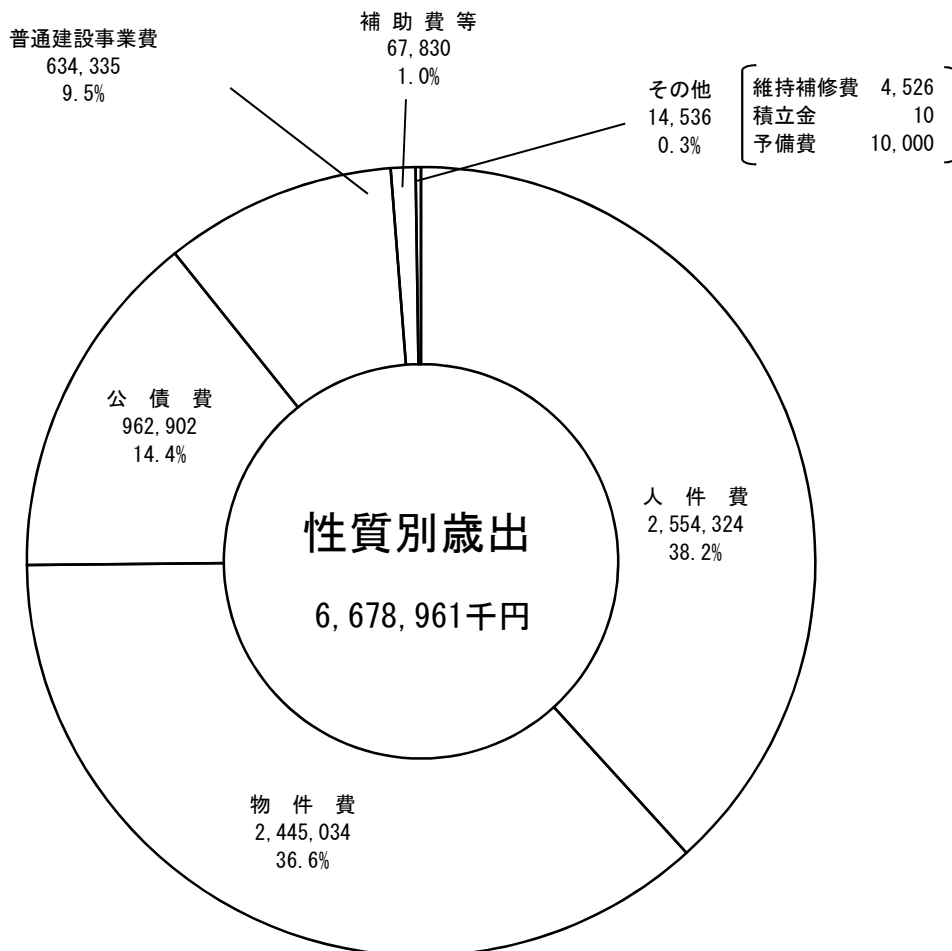 普通建設事業費
634,335
9.5%
補 助 費 等
67,830
1.0%
その他
14,536
0.3%
維持補修費 4,526
積立金 10
予備費 10,000
人 件 費
2,554,324
38.2%
公 債 費
962,902
14.4%
性質別歳出
6,678,961千円
物 件 費
2,445,034
36.6%